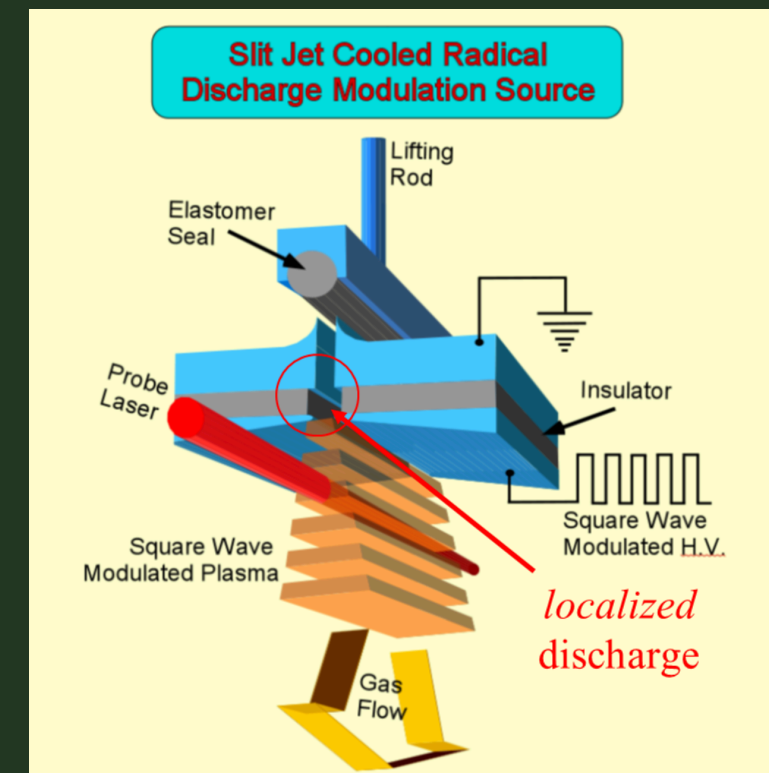 Slit Jet Cooled Radical
Discharge Modulation Source
Lifting
Rod
Elastomer
Seal
Probe
Laser
Insulator
Square Wave
Modulated H.V.
Square Wave
Modulated Plasma
localized
discharge
Gas
Flow